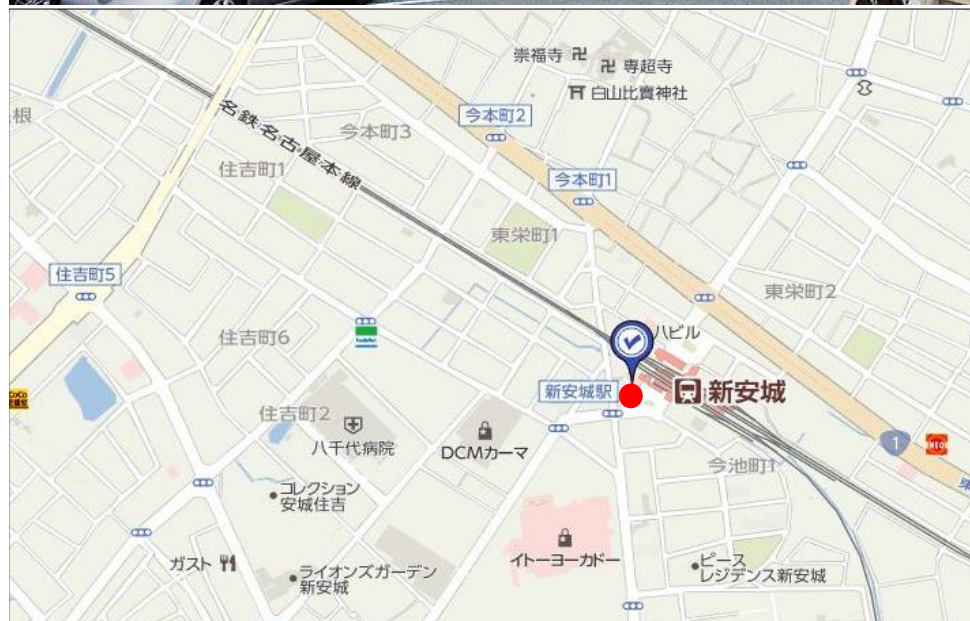 崇福寺
専超寺
白山比賣神社
根
名鉄名古屋本線
今本町3
今本町2
住吉町1
今本町1
東栄町1
住吉町5
東栄町2
住吉町6
ハビル
新安城駅
新安城
住吉町2
八千代病院
DCMカーマ
1
今池町1
コレクション
安城住吉
イトーヨーカドー
ガスト
ライオンズガーデン
新安城
ピース
レジデンス新安城